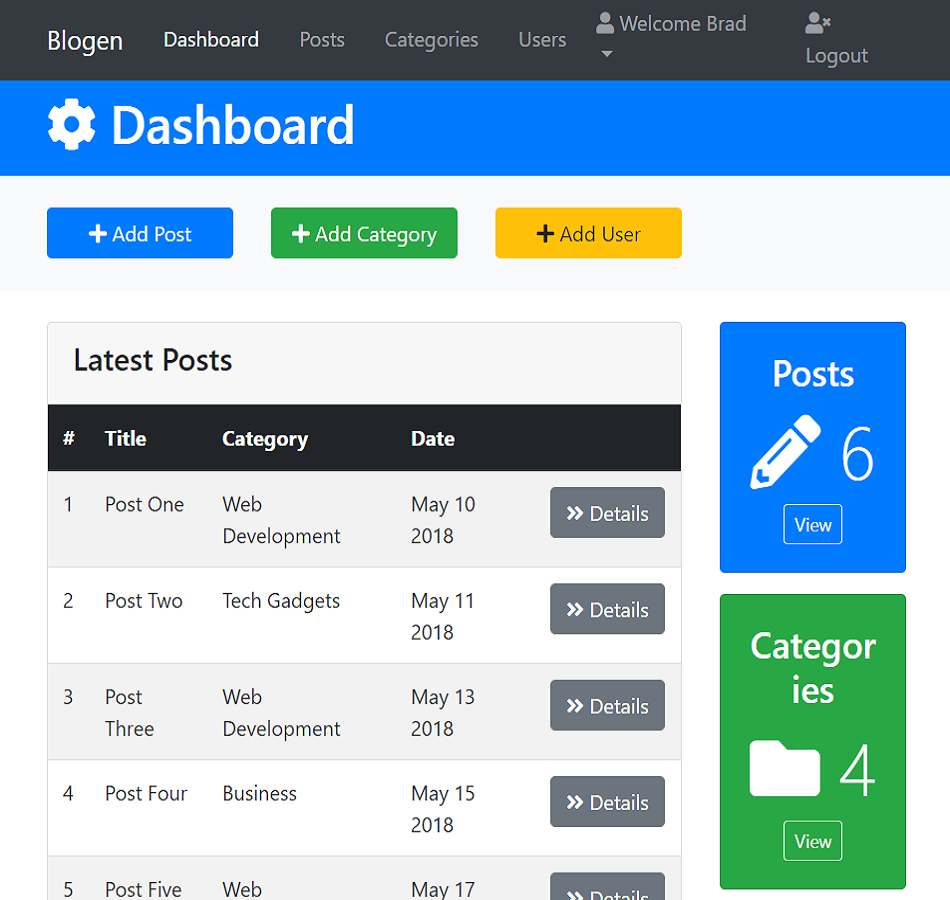 Blogen Dashboard Posts Categories Users Welcome Brad Logout
Dashboard
Add Post Add Category Add User
Latest Posts
# Title Category Date
1 Post One Web Development May 10 2018 Details
2 Post Two Tech Gadgets May 11 2018 Details
3 Post Three Web Development May 13 2018 Details
4 Post Four Business May 15 2018 Details
5 Post Five Web May 17 Details
Posts
6
View
Categor
ies
4
View